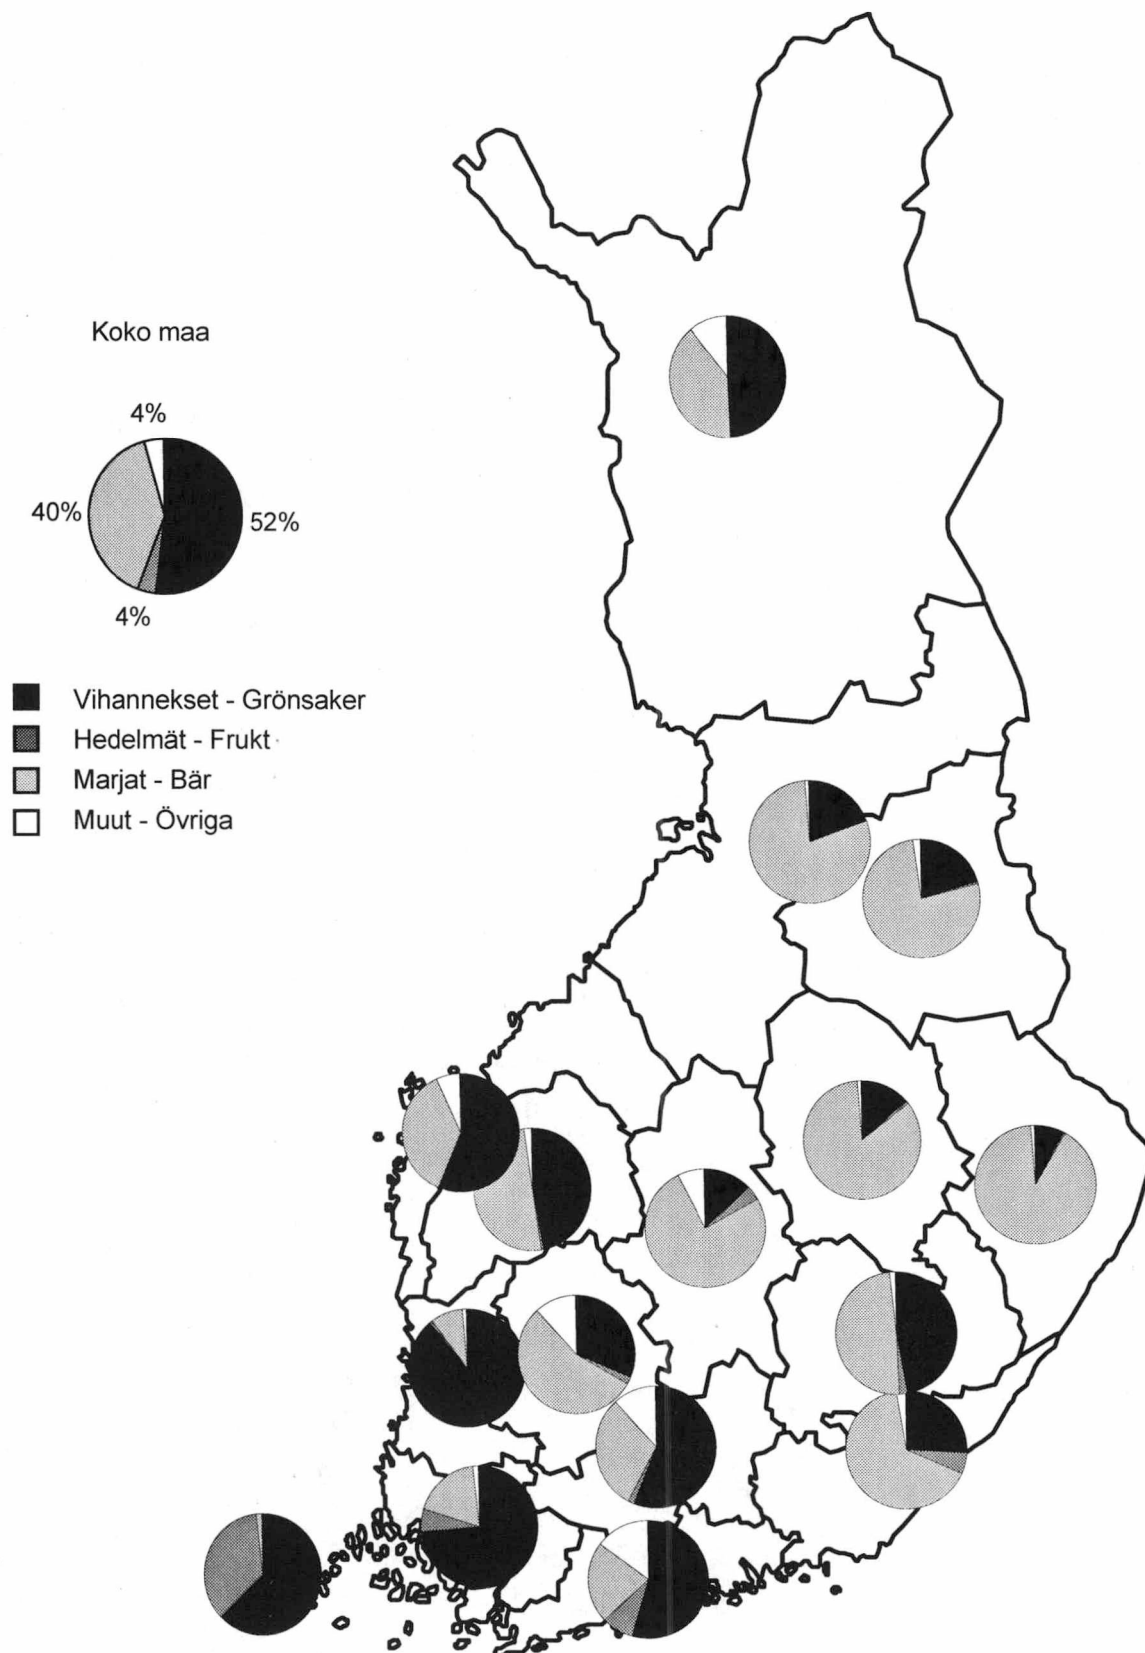 Koko maa
4%
40%
52%
4%
Vihannekset - Grönsaker
Hedelmät - Frukt
Marjat - Bär
Muut - Övriga